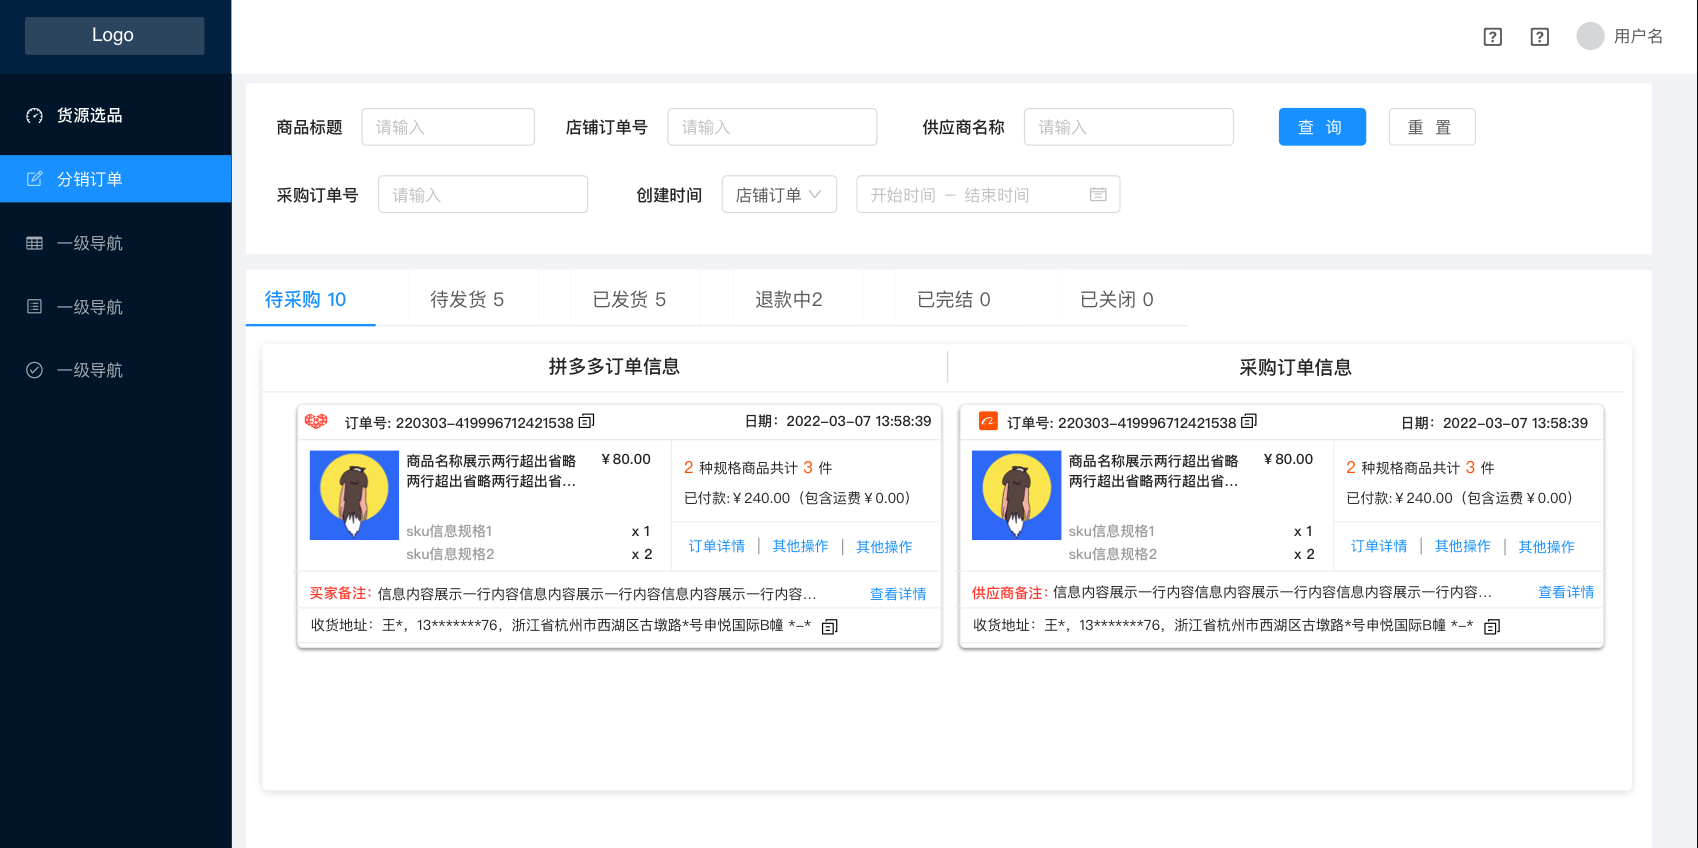 Logo
用户名
货源选品
分销订单
一级导航
一级导航
一级导航
商品标题 请输入 店铺订单号 请输入 供应商名称 请输入 查 询 重 置
采购订单号 请输入 创建时间 店铺订单 开始时间 – 结束时间
待采购 10 待发货 5 已发货 5 退款中2 已完结 0 已关闭 0
拼多多订单信息 采购订单信息
订单号: 220303-419996712421538 日期：2022-03-07 13:58:39
商品名称展示两行超出省略 ¥80.00
两行超出省略两行超出省...
sku信息规格1 x 1
sku信息规格2 x 2
2 种规格商品共计 3 件
已付款:¥240.00（包含运费¥0.00）
订单详情 | 其他操作 | 其他操作
买家备注：信息内容展示一行内容信息内容展示一行内容信息内容展示一行内容... 查看详情
收货地址：王*，13*******76，浙江省杭州市西湖区古墩路*号申悦国际B幢 *-*
订单号: 220303-419996712421538 日期：2022-03-07 13:58:39
商品名称展示两行超出省略 ¥80.00
两行超出省略两行超出省...
sku信息规格1 x 1
sku信息规格2 x 2
2 种规格商品共计 3 件
已付款:¥240.00（包含运费¥0.00）
订单详情 | 其他操作 | 其他操作
供应商备注：信息内容展示一行内容信息内容展示一行内容信息内容展示一行内容... 查看详情
收货地址：王*，13*******76，浙江省杭州市西湖区古墩路*号申悦国际B幢 *-*